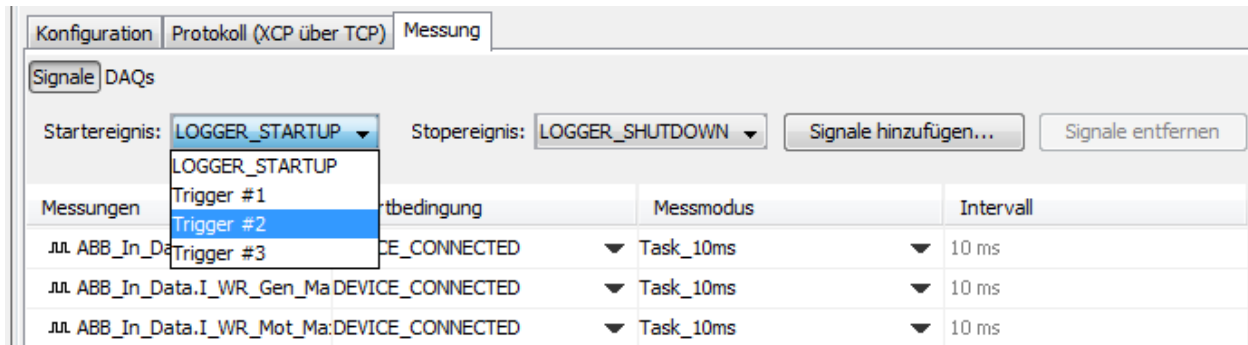 Konfiguration Protokoll (XCP über TCP) Messung
Signale DAQs
Startereignis: LOGGER_STARTUP Stopereignis: LOGGER_SHUTDOWN Signale hinzufügen... Signale entfernen
LOGGER_STARTUP
Trigger #1
Messungen tbedingung Messmodus Intervall
Trigger #2
ABB_In_Da CE_CONNECTED Task_10ms 10 ms
Trigger #3
ABB_In_Data.I_WR_Gen_Ma DEVICE_CONNECTED Task_10ms 10 ms
ABB_In_Data.I_WR_Mot_Ma DEVICE_CONNECTED Task_10ms 10 ms